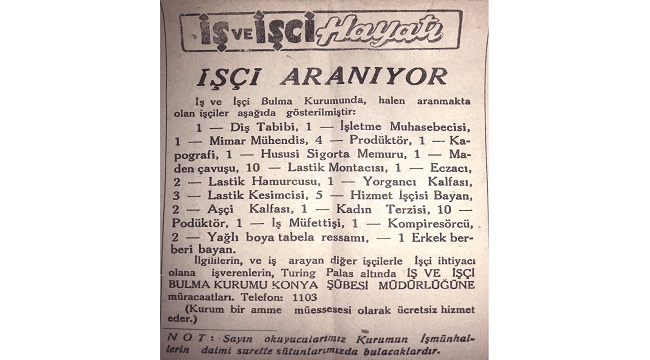 İŞ VE İŞÇİ Hayatı
IŞÇİ ARANIYOR
İş ve İşçi Bulma Kurumunda, halen aranmakta
olan işçiler aşağıda gösterilmiştir:
1 — Diş Tabibi, 1 — İşletme Muhasebecisi,
1 — Mimar Mühendis, 4 — Prodüktör, 1 — Ka-
pografi, 1 — Hususi Sigorta Memuru, 1 — Ma-
den çavuşu, 10 — Lastik Montacısı, 1 — Eczacı,
2 — Lastik Hamurcusu, 1 — Yorgancı Kalfası,
3 — Lastik Kesimcisi, 5 — Hizmet İşçisi Bayan,
2 — Aşçi Kalfası, 1 — Kadın Terzisi, 10 —
Podüktör, 1 — İş Müfettişi, 1 — Kompiresörcü,
2 — Yağlı boya tabela ressamı, — 1 Erkek ber-
beri bayan.
İlgililerin, ve iş arayan diğer işçilerle İşçi ihtiyacı
olana işverenlerin, Turing Palas altında İŞ VE İŞÇİ
BULMA KURUMU KONYA ŞÜBESİ MÜDÜRLÜĞÜNE
müracaatları. Telefon: 1103
(Kurum bir amme müessesesi olarak ücretsiz hizmet
eder.)
NOT: Sayın okuyucularımız Kurumun İşmünhal-
lerin daimi surette sütunlarımızda bulacaklardır.